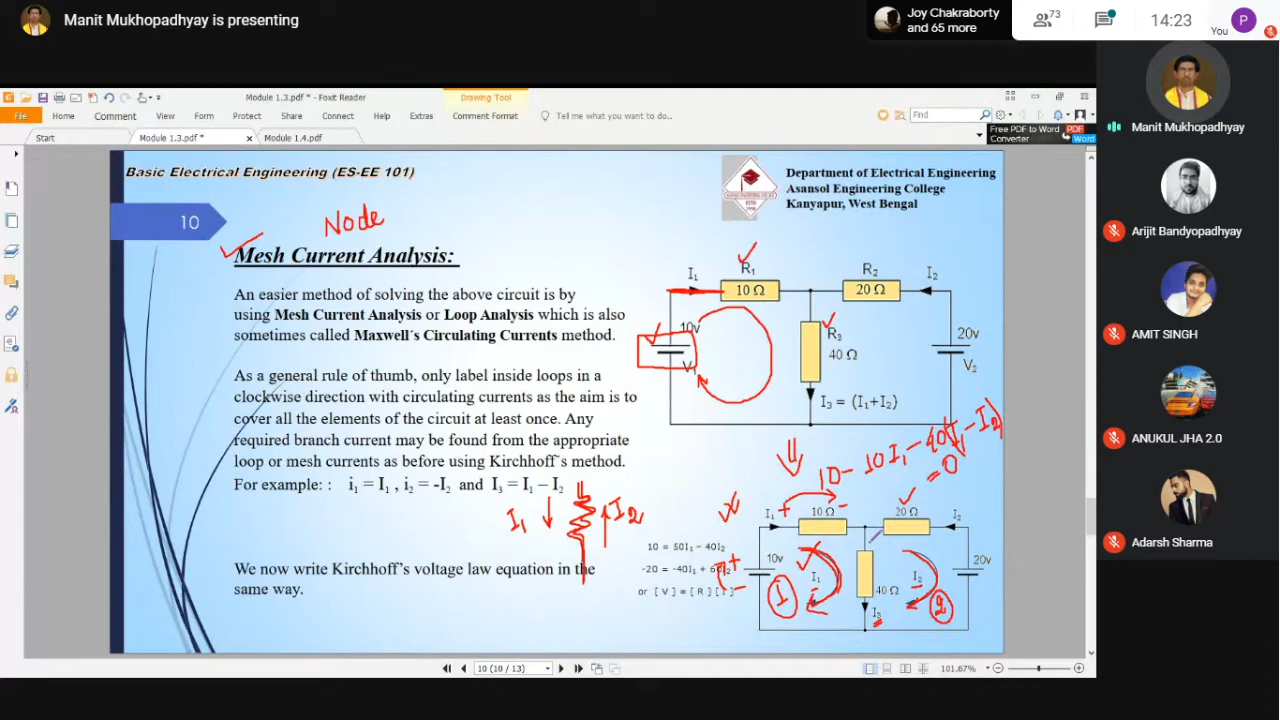 Manit Mukhopadhyay is presenting
Joy Chakraborty
and 65 more
73
14:23
You
P
Module 1.3.pdf * - Foxit Reader
Drawing Tool
File
Home
Comment
View
Form
Protect
Share
Connect
Help
Extras
Comment Format
Tell me what you want to do..
Find
Start
Module 1.3.pdf *
Module 1.4.pdf
Free PDF to Word
Converter
PDF
Word
Basic Electrical Engineering (ES-EE 101)
Department of Electrical Engineering
Asansol Engineering College
Kanyapur, West Bengal
10
Node
Mesh Current Analysis:
An easier method of solving the above circuit is by
using Mesh Current Analysis or Loop Analysis which is also
sometimes called Maxwell´s Circulating Currents method.
As a general rule of thumb, only label inside loops in a
clockwise direction with circulating currents as the aim is to
cover all the elements of the circuit at least once. Any
required branch current may be found from the appropriate
loop or mesh currents as before using Kirchhoff´s method.
For example: : i₁ = I₁ , i₂ = -I₂ and I₃ = I₁ – I₂
I₁
I₂
We now write Kirchhoff’s voltage law equation in the
same way.
I₁
R₁
10 Ω
R₂
20 Ω
I₂
10v
V₁
R₃
40 Ω
20v
V₂
I₃ = (I₁+I₂)
10 - 10I₁ - 40(I₁ - I₂)
= 0
10 = 50I₁ - 40I₂
-20 = -40I₁ + 60I₂
or [ V ] = [ R ] [ I ]
I₁
+
10 Ω
-
20 Ω
I₂
+
-
10v
I₁
1
40 Ω
I₂
2
20v
I₃
10 (10 / 13)
101.67%
Manit Mukhopadhyay
Arijit Bandyopadhyay
AMIT SINGH
ANUKUL JHA 2.0
Adarsh Sharma